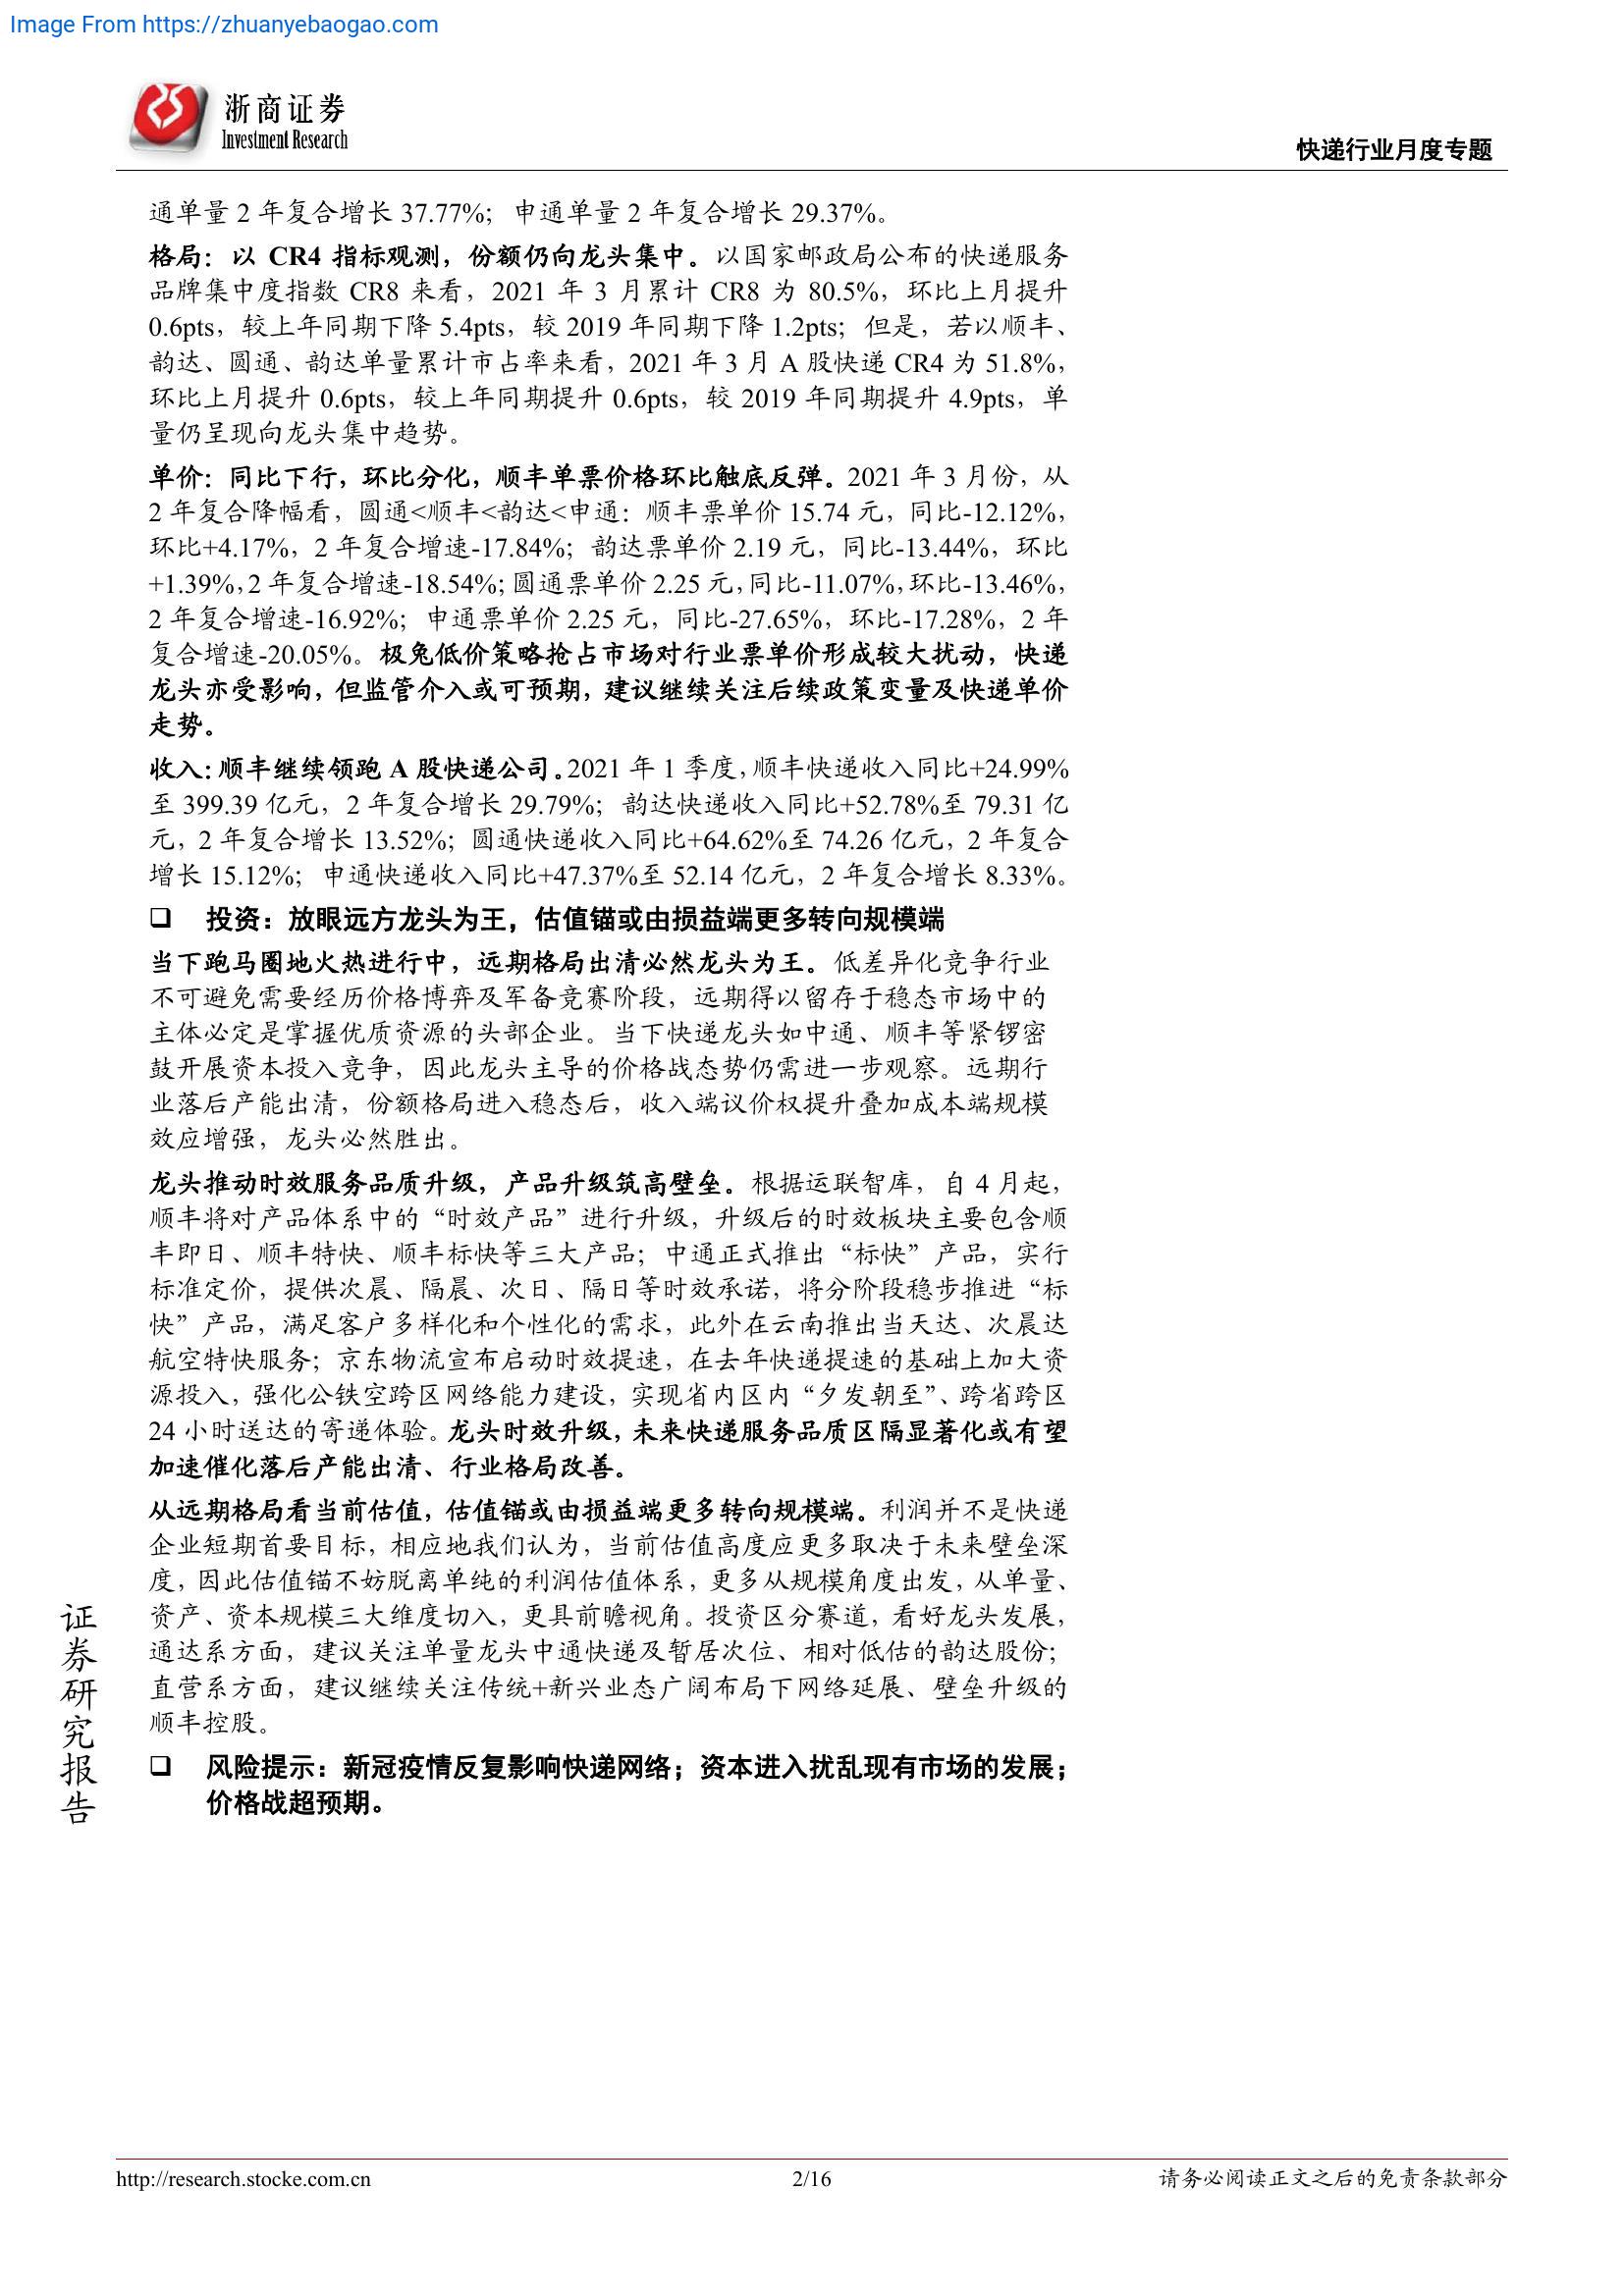 Image From https://zhuanyebaogao.com
浙商证券
Investment Research
快递行业月度专题
通单量 2 年复合增长 37.77%；申通单量 2 年复合增长 29.37%。
格局：以 CR4 指标观测，份额仍向龙头集中。以国家邮政局公布的快递服务
品牌集中度指数 CR8 来看，2021 年 3 月累计 CR8 为 80.5%，环比上月提升
0.6pts，较上年同期下降 5.4pts，较 2019 年同期下降 1.2pts；但是，若以顺丰、
韵达、圆通、韵达单量累计市占率来看，2021 年 3 月 A 股快递 CR4 为 51.8%，
环比上月提升 0.6pts，较上年同期提升 0.6pts，较 2019 年同期提升 4.9pts，单
量仍呈现向龙头集中趋势。
单价：同比下行，环比分化，顺丰单票价格环比触底反弹。2021 年 3 月份，从
2 年复合降幅看，圆通<顺丰<韵达<申通：顺丰票单价 15.74 元，同比-12.12%，
环比+4.17%，2 年复合增速-17.84%；韵达票单价 2.19 元，同比-13.44%，环比
+1.39%，2 年复合增速-18.54%；圆通票单价 2.25 元，同比-11.07%，环比-13.46%，
2 年复合增速-16.92%；申通票单价 2.25 元，同比-27.65%，环比-17.28%，2 年
复合增速-20.05%。极兔低价策略抢占市场对行业票单价形成较大扰动，快递
龙头亦受影响，但监管介入或可预期，建议继续关注后续政策变量及快递单价
走势。
收入：顺丰继续领跑 A 股快递公司。2021 年 1 季度，顺丰快递收入同比+24.99%
至 399.39 亿元，2 年复合增长 29.79%；韵达快递收入同比+52.78%至 79.31 亿
元，2 年复合增长 13.52%；圆通快递收入同比+64.62%至 74.26 亿元，2 年复合
增长 15.12%；申通快递收入同比+47.37%至 52.14 亿元，2 年复合增长 8.33%。
❑ 投资：放眼远方龙头为王，估值锚或由损益端更多转向规模端
当下跑马圈地火热进行中，远期格局出清必然龙头为王。低差异化竞争行业
不可避免需要经历价格博弈及军备竞赛阶段，远期得以留存于稳态市场中的
主体必定是掌握优质资源的头部企业。当下快递龙头如中通、顺丰等紧锣密
鼓开展资本投入竞争，因此龙头主导的价格战态势仍需进一步观察。远期行
业落后产能出清，份额格局进入稳态后，收入端议价权提升叠加成本端规模
效应增强，龙头必然胜出。
龙头推动时效服务品质升级，产品升级筑高壁垒。根据运联智库，自 4 月起，
顺丰将对产品体系中的“时效产品”进行升级，升级后的时效板块主要包含顺
丰即日、顺丰特快、顺丰标快等三大产品；中通正式推出“标快”产品，实行
标准定价，提供次晨、隔晨、次日、隔日等时效承诺，将分阶段稳步推进“标
快”产品，满足客户多样化和个性化的需求，此外在云南推出当天达、次晨达
航空特快服务；京东物流宣布启动时效提速，在去年快递提速的基础上加大资
源投入，强化公铁空跨区网络能力建设，实现省内区内“夕发朝至”、跨省跨区
24 小时送达的寄递体验。龙头时效升级，未来快递服务品质区隔显著化或有望
加速催化落后产能出清、行业格局改善。
从远期格局看当前估值，估值锚或由损益端更多转向规模端。利润并不是快递
企业短期首要目标，相应地我们认为，当前估值高度应更多取决于未来壁垒深
度，因此估值锚不妨脱离单纯的利润估值体系，更多从规模角度出发，从单量、
资产、资本规模三大维度切入，更具前瞻视角。投资区分赛道，看好龙头发展，
通达系方面，建议关注单量龙头中通快递及暂居次位、相对低估的韵达股份；
直营系方面，建议继续关注传统+新兴业态广阔布局下网络延展、壁垒升级的
顺丰控股。
❑ 风险提示：新冠疫情反复影响快递网络；资本进入扰乱现有市场的发展；
价格战超预期。
证券研究报告
http://research.stocke.com.cn
2/16
请务必阅读正文之后的免责条款部分